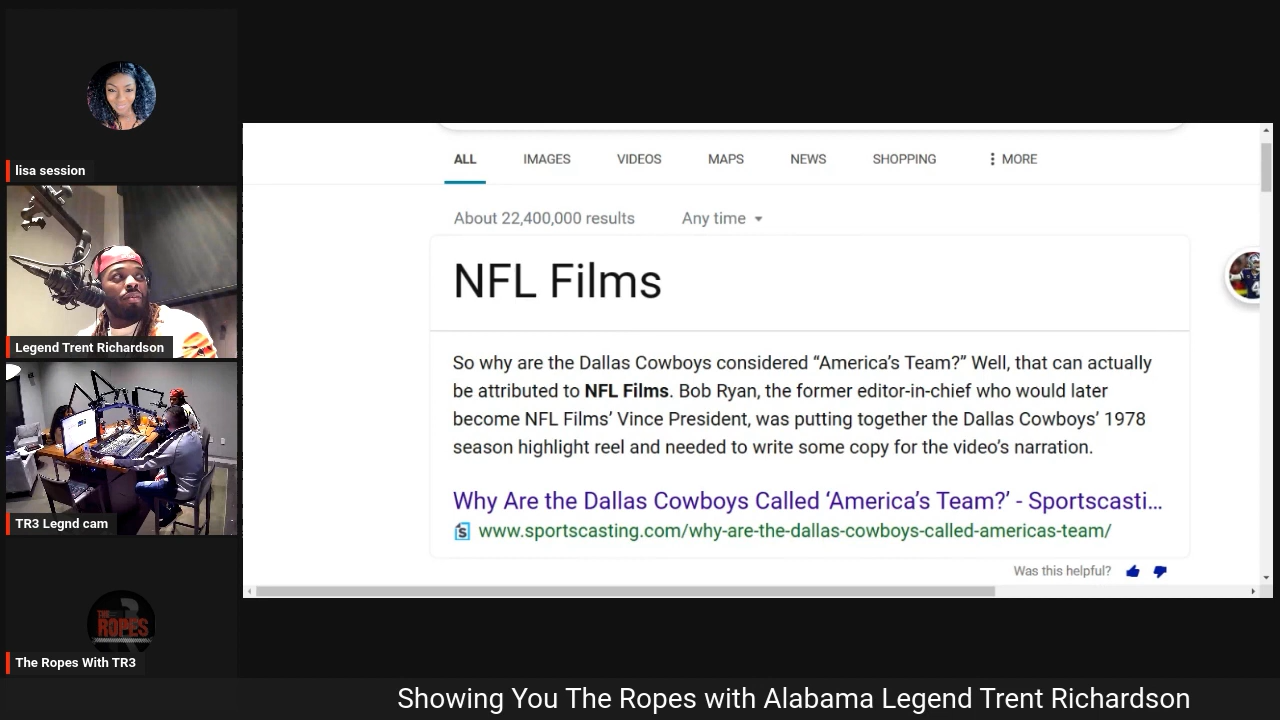 lisa session
Legend Trent Richardson
TR3 Legnd cam
THE
ROPES
The Ropes With TR3
ALL IMAGES VIDEOS MAPS NEWS SHOPPING MORE
About 22,400,000 results Any time
NFL Films
So why are the Dallas Cowboys considered “America’s Team?” Well, that can actually
be attributed to NFL Films. Bob Ryan, the former editor-in-chief who would later
become NFL Films’ Vince President, was putting together the Dallas Cowboys’ 1978
season highlight reel and needed to write some copy for the video’s narration.
Why Are the Dallas Cowboys Called ‘America’s Team?’ - Sportscasti...
www.sportscasting.com/why-are-the-dallas-cowboys-called-americas-team/
Was this helpful?
Showing You The Ropes with Alabama Legend Trent Richardson